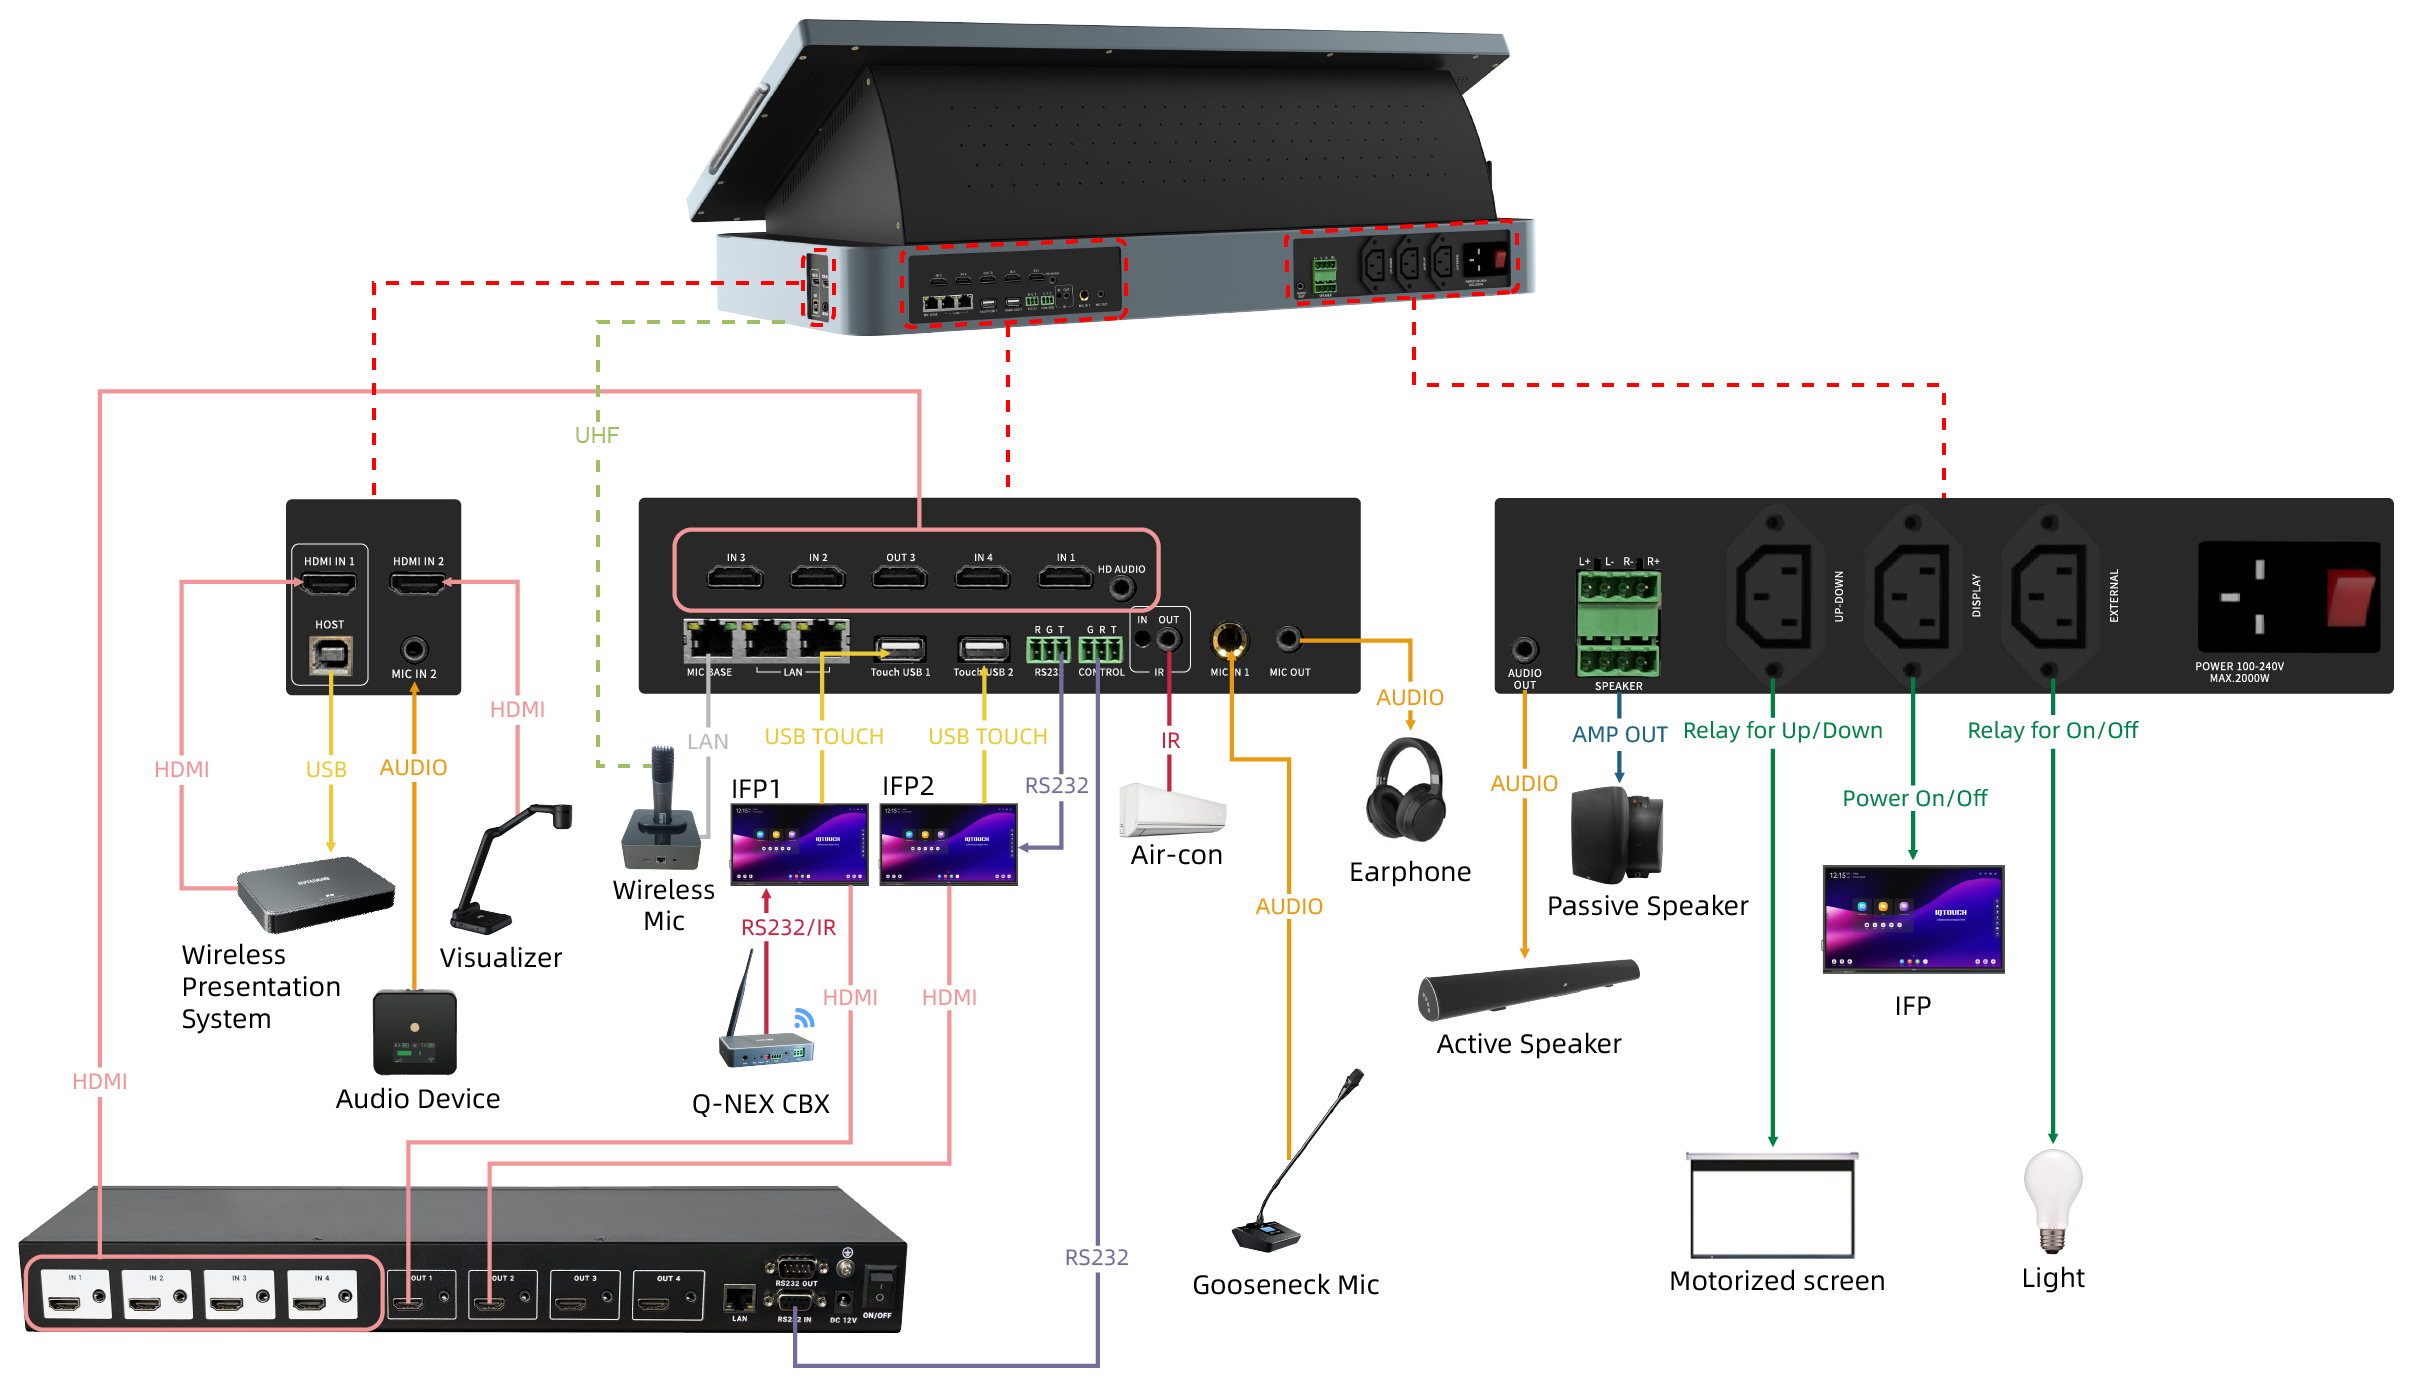 UHF
HDMI IN 1
HDMI IN 2
HOST
MIC IN 2
HDMI
USB
AUDIO
HDMI
Wireless
Presentation
System
Audio Device
Visualizer
IN 3
IN 2
OUT 3
IN 4
IN 1
HD AUDIO
IN
OUT
R G T
G R T
MIC BASE
LAN
Touch USB 1
Touch USB 2
RS232
CONTROL
IR
MIC IN 1
MIC OUT
LAN
USB TOUCH
USB TOUCH
RS232
IR
AUDIO
IFP1
IFP2
IQTOUCH
IQTOUCH
Wireless
Mic
RS232/IR
HDMI
HDMI
Q-NEX CBX
Air-con
Earphone
AUDIO
Gooseneck Mic
L+
L-
R-
R+
UP-DOWN
DISPLAY
EXTERNAL
AUDIO
OUT
SPEAKER
POWER 100-240V
MAX.2000W
AMP OUT
Relay for Up/Down
Relay for On/Off
AUDIO
Power On/Off
Passive Speaker
12:15
IQTOUCH
IFP
Active Speaker
Motorized screen
Light
HDMI
RS232
IN 1
IN 2
IN 3
IN 4
OUT 1
OUT 2
OUT 3
OUT 4
RS232 OUT
LAN
RS232 IN
DC 12V
ON/OFF